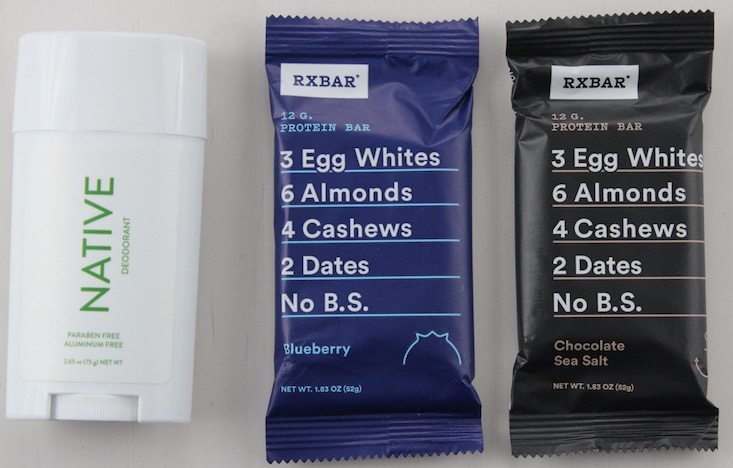 NATIVE
DEODORANT
PARABEN FREE
ALUMINUM FREE
2.65 oz (75 g) NET WT
RXBAR®
12 G.
PROTEIN BAR
3 Egg Whites
6 Almonds
4 Cashews
2 Dates
No B.S.
Blueberry
NET WT. 1.83 OZ (52g)
RXBAR®
12 G.
PROTEIN BAR
3 Egg Whites
6 Almonds
4 Cashews
2 Dates
No B.S.
Chocolate
Sea Salt
NET WT. 1.83 OZ (52g)